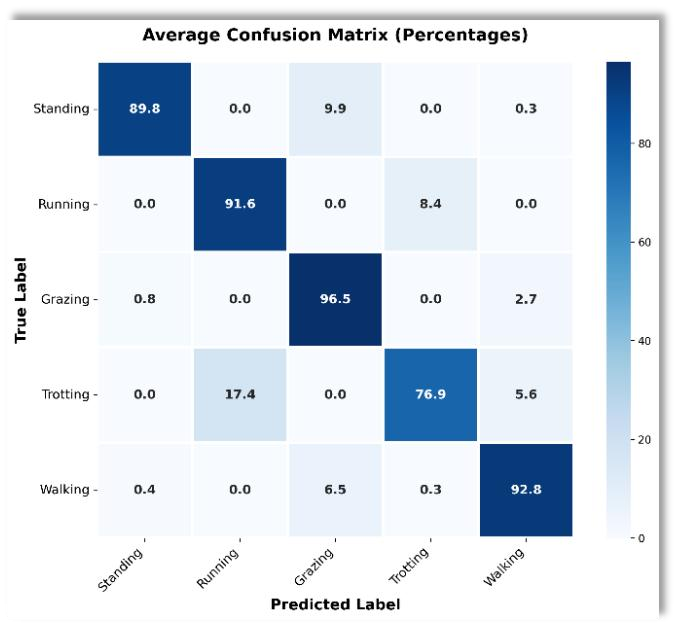 Average Confusion Matrix (Percentages)
Standing 89.8 0.0 9.9 0.0 0.3
80
Running 0.0 91.6 0.0 8.4 0.0
60
Grazing 0.8 0.0 96.5 0.0 2.7
40
Trotting 0.0 17.4 0.0 76.9 5.6
20
Walking 0.4 0.0 6.5 0.3 92.8
0
True Label
Standing Running Grazing Trotting Walking
Predicted Label